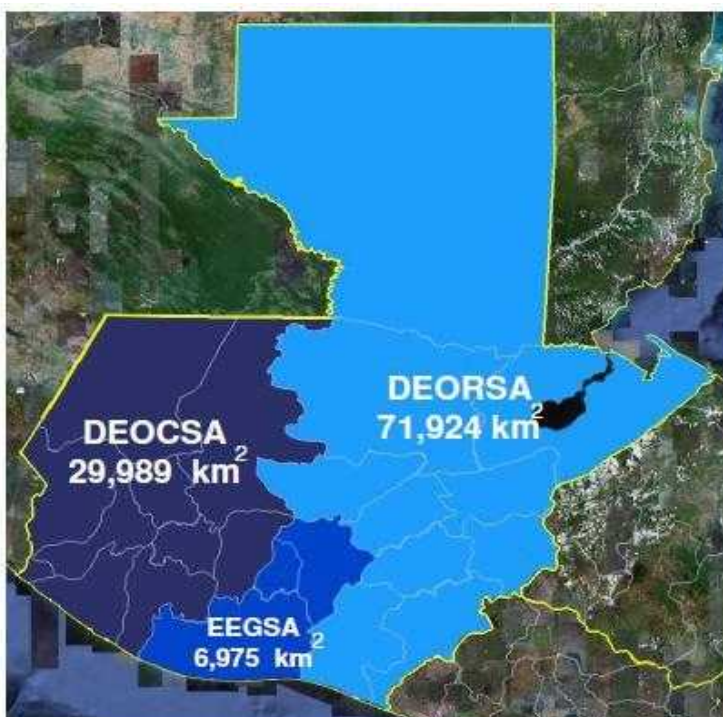 DEORSA
71,924 km²
DEOCSA
29,989 km²
EEGSA
6,975 km²